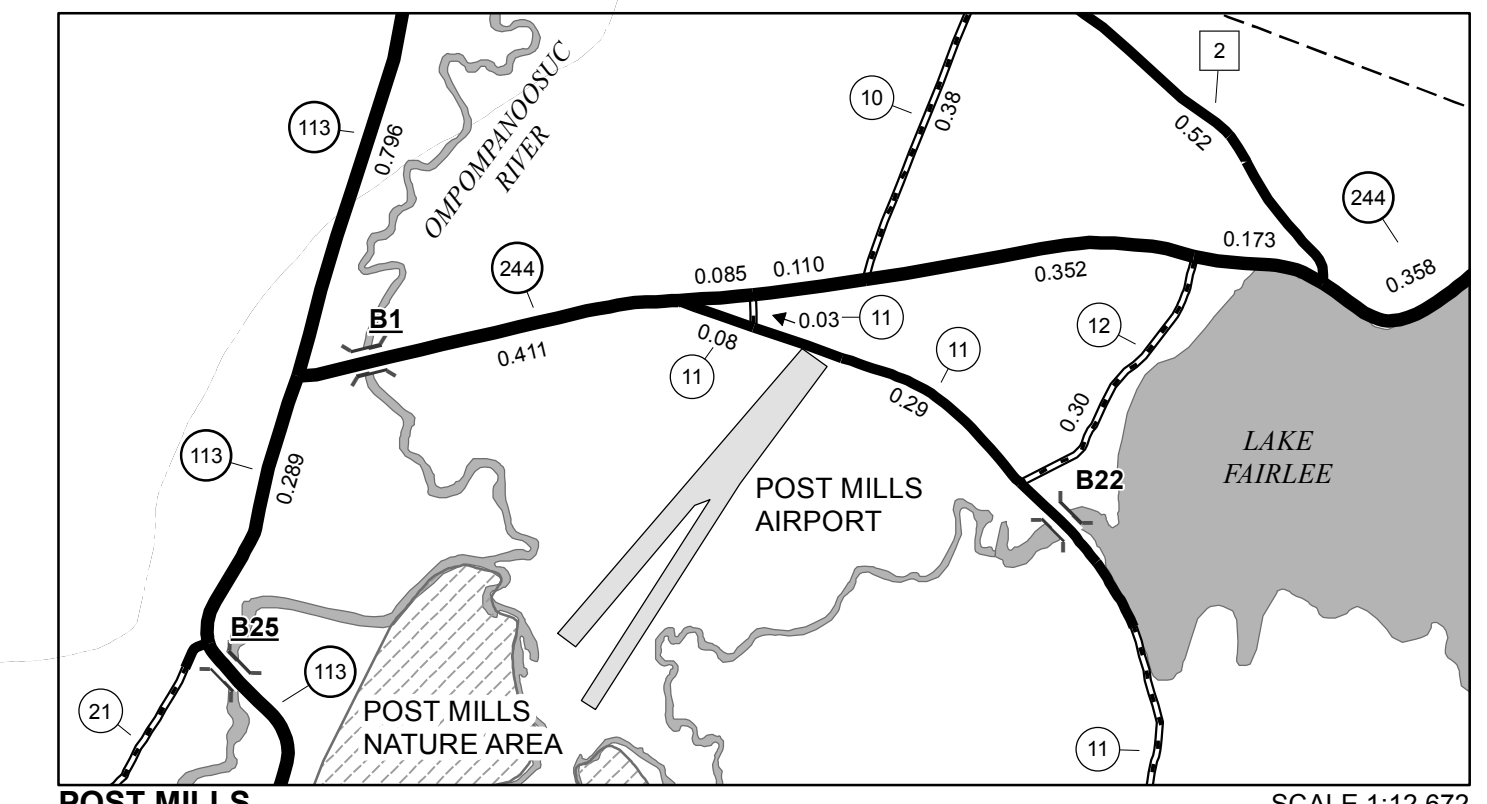 2
10
113
0.38
0.796
OMPOMPANOOSUC
RIVER
0.52
244
244
0.173
0.085
0.110
0.352
0.358
B1
0.03
11
12
0.411
0.08
11
11
0.29
0.30
113
0.289
LAKE
FAIRLEE
B22
POST MILLS
AIRPORT
B25
113
21
POST MILLS
NATURE AREA
11
POST MILLS
SCALE 1:12,672